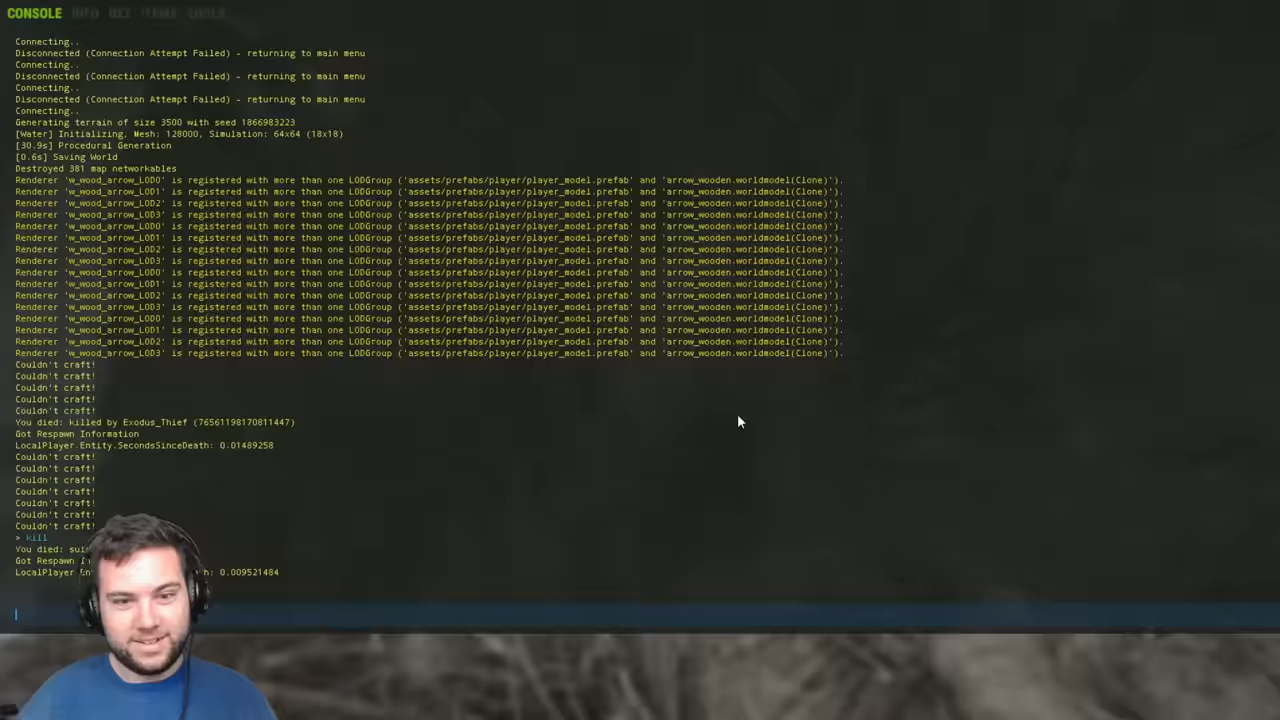 CONSOLE
Connecting..
Disconnected (Connection Attempt Failed) - returning to main menu
Connecting..
Disconnected (Connection Attempt Failed) - returning to main menu
Connecting..
Disconnected (Connection Attempt Failed) - returning to main menu
Connecting..
Generating terrain of size 3500 with seed 1866983223
[Water] Initializing. Mesh: 128000, Simulation: 64x64 (18x18)
[30.9s] Procedural Generation
[0.6s] Saving World
Destroyed 381 map networkables
Renderer 'w_wood_arrow_LOD0' is registered with more than one LODGroup ('assets/prefabs/player/player_model.prefab' and 'arrow_wooden.worldmodel(Clone)').
Renderer 'w_wood_arrow_LOD1' is registered with more than one LODGroup ('assets/prefabs/player/player_model.prefab' and 'arrow_wooden.worldmodel(Clone)').
Renderer 'w_wood_arrow_LOD2' is registered with more than one LODGroup ('assets/prefabs/player/player_model.prefab' and 'arrow_wooden.worldmodel(Clone)').
Renderer 'w_wood_arrow_LOD3' is registered with more than one LODGroup ('assets/prefabs/player/player_model.prefab' and 'arrow_wooden.worldmodel(Clone)').
Renderer 'w_wood_arrow_LOD0' is registered with more than one LODGroup ('assets/prefabs/player/player_model.prefab' and 'arrow_wooden.worldmodel(Clone)').
Renderer 'w_wood_arrow_LOD1' is registered with more than one LODGroup ('assets/prefabs/player/player_model.prefab' and 'arrow_wooden.worldmodel(Clone)').
Renderer 'w_wood_arrow_LOD2' is registered with more than one LODGroup ('assets/prefabs/player/player_model.prefab' and 'arrow_wooden.worldmodel(Clone)').
Renderer 'w_wood_arrow_LOD3' is registered with more than one LODGroup ('assets/prefabs/player/player_model.prefab' and 'arrow_wooden.worldmodel(Clone)').
Renderer 'w_wood_arrow_LOD0' is registered with more than one LODGroup ('assets/prefabs/player/player_model.prefab' and 'arrow_wooden.worldmodel(Clone)').
Renderer 'w_wood_arrow_LOD1' is registered with more than one LODGroup ('assets/prefabs/player/player_model.prefab' and 'arrow_wooden.worldmodel(Clone)').
Renderer 'w_wood_arrow_LOD2' is registered with more than one LODGroup ('assets/prefabs/player/player_model.prefab' and 'arrow_wooden.worldmodel(Clone)').
Renderer 'w_wood_arrow_LOD3' is registered with more than one LODGroup ('assets/prefabs/player/player_model.prefab' and 'arrow_wooden.worldmodel(Clone)').
Renderer 'w_wood_arrow_LOD0' is registered with more than one LODGroup ('assets/prefabs/player/player_model.prefab' and 'arrow_wooden.worldmodel(Clone)').
Renderer 'w_wood_arrow_LOD1' is registered with more than one LODGroup ('assets/prefabs/player/player_model.prefab' and 'arrow_wooden.worldmodel(Clone)').
Renderer 'w_wood_arrow_LOD2' is registered with more than one LODGroup ('assets/prefabs/player/player_model.prefab' and 'arrow_wooden.worldmodel(Clone)').
Renderer 'w_wood_arrow_LOD3' is registered with more than one LODGroup ('assets/prefabs/player/player_model.prefab' and 'arrow_wooden.worldmodel(Clone)').
Couldn't craft!
Couldn't craft!
Couldn't craft!
Couldn't craft!
Couldn't craft!
You died: killed by Exodus_Thief (76561198170811447)
Got Respawn Information
LocalPlayer.Entity.SecondsSinceDeath: 0.01489258
Couldn't craft!
Couldn't craft!
Couldn't craft!
Couldn't craft!
Couldn't craft!
Couldn't craft!
Couldn't craft!
> kill
You died:
Got Respawn
LocalPlayer 0.009521484